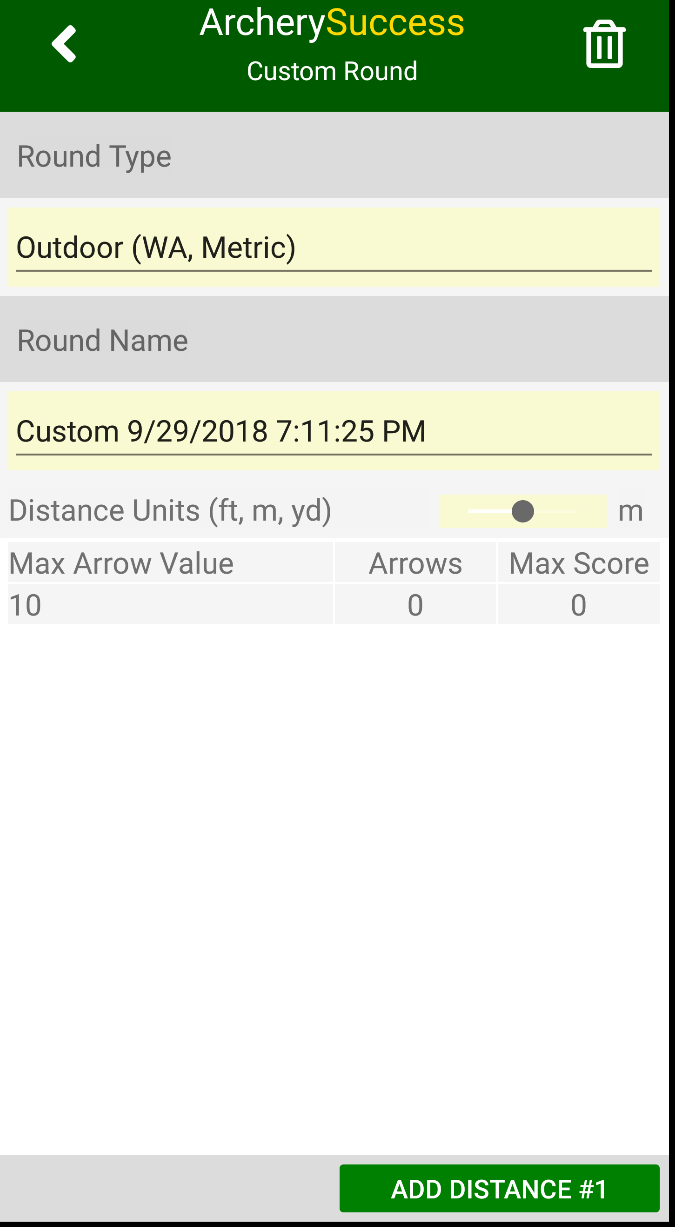 ArcherySuccess
Custom Round
Round Type
Outdoor (WA, Metric)
Round Name
Custom 9/29/2018 7:11:25 PM
Distance Units (ft, m, yd) m
Max Arrow Value Arrows Max Score
10 0 0
ADD DISTANCE #1